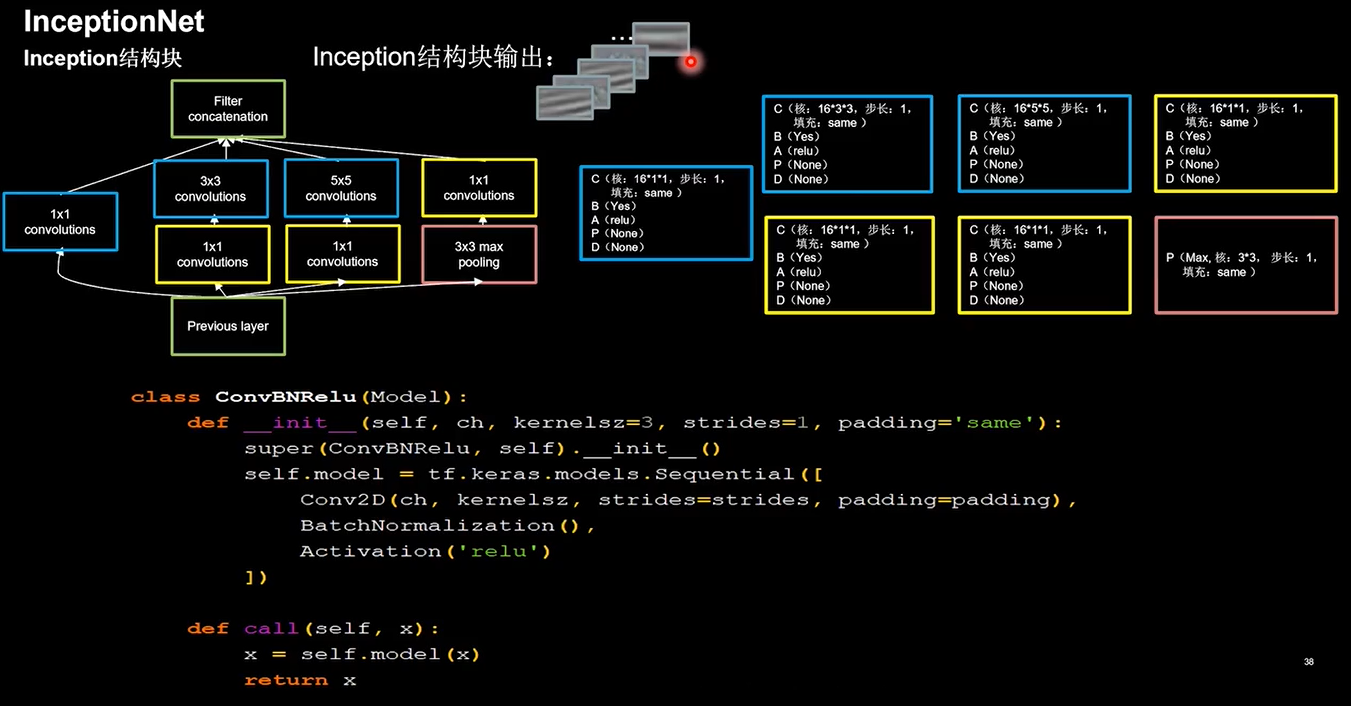 InceptionNet
Inception结构块
Inception结构块输出：
...
Filter
concatenation
1x1
convolutions
3x3
convolutions
5x5
convolutions
1x1
convolutions
1x1
convolutions
1x1
convolutions
3x3 max
pooling
Previous layer
C（核：16*1*1，步长：1，
填充：same ）
B（Yes）
A（relu）
P（None）
D（None）
C（核：16*3*3，步长：1，
填充：same ）
B（Yes）
A（relu）
P（None）
D（None）
C（核：16*5*5，步长：1，
填充：same ）
B（Yes）
A（relu）
P（None）
D（None）
C（核：16*1*1，步长：1，
填充：same ）
B（Yes）
A（relu）
P（None）
D（None）
C（核：16*1*1，步长：1，
填充：same ）
B（Yes）
A（relu）
P（None）
D（None）
C（核：16*1*1，步长：1，
填充：same ）
B（Yes）
A（relu）
P（None）
D（None）
P（Max, 核：3*3， 步长：1，
填充：same ）
class ConvBNRelu(Model):
def __init__(self, ch, kernelsz=3, strides=1, padding='same'):
super(ConvBNRelu, self).__init__()
self.model = tf.keras.models.Sequential([
Conv2D(ch, kernelsz, strides=strides, padding=padding),
BatchNormalization(),
Activation('relu')
])
def call(self, x):
x = self.model(x)
return x
38